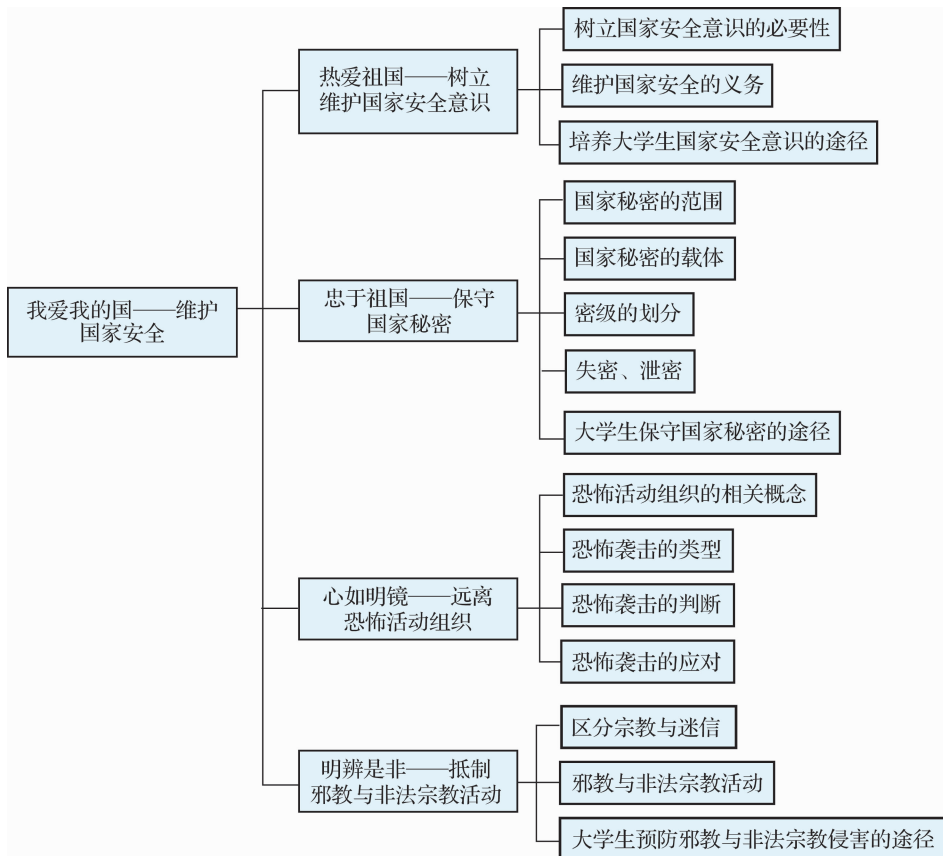 我爱我的国——维护
国家安全
热爱祖国——树立
维护国家安全意识
树立国家安全意识的必要性
维护国家安全的义务
培养大学生国家安全意识的途径
忠于祖国——保守
国家秘密
国家秘密的范围
国家秘密的载体
密级的划分
失密、泄密
大学生保守国家秘密的途径
心如明镜——远离
恐怖活动组织
恐怖活动组织的相关概念
恐怖袭击的类型
恐怖袭击的判断
恐怖袭击的应对
明辨是非——抵制
邪教与非法宗教活动
区分宗教与迷信
邪教与非法宗教活动
大学生预防邪教与非法宗教侵害的途径